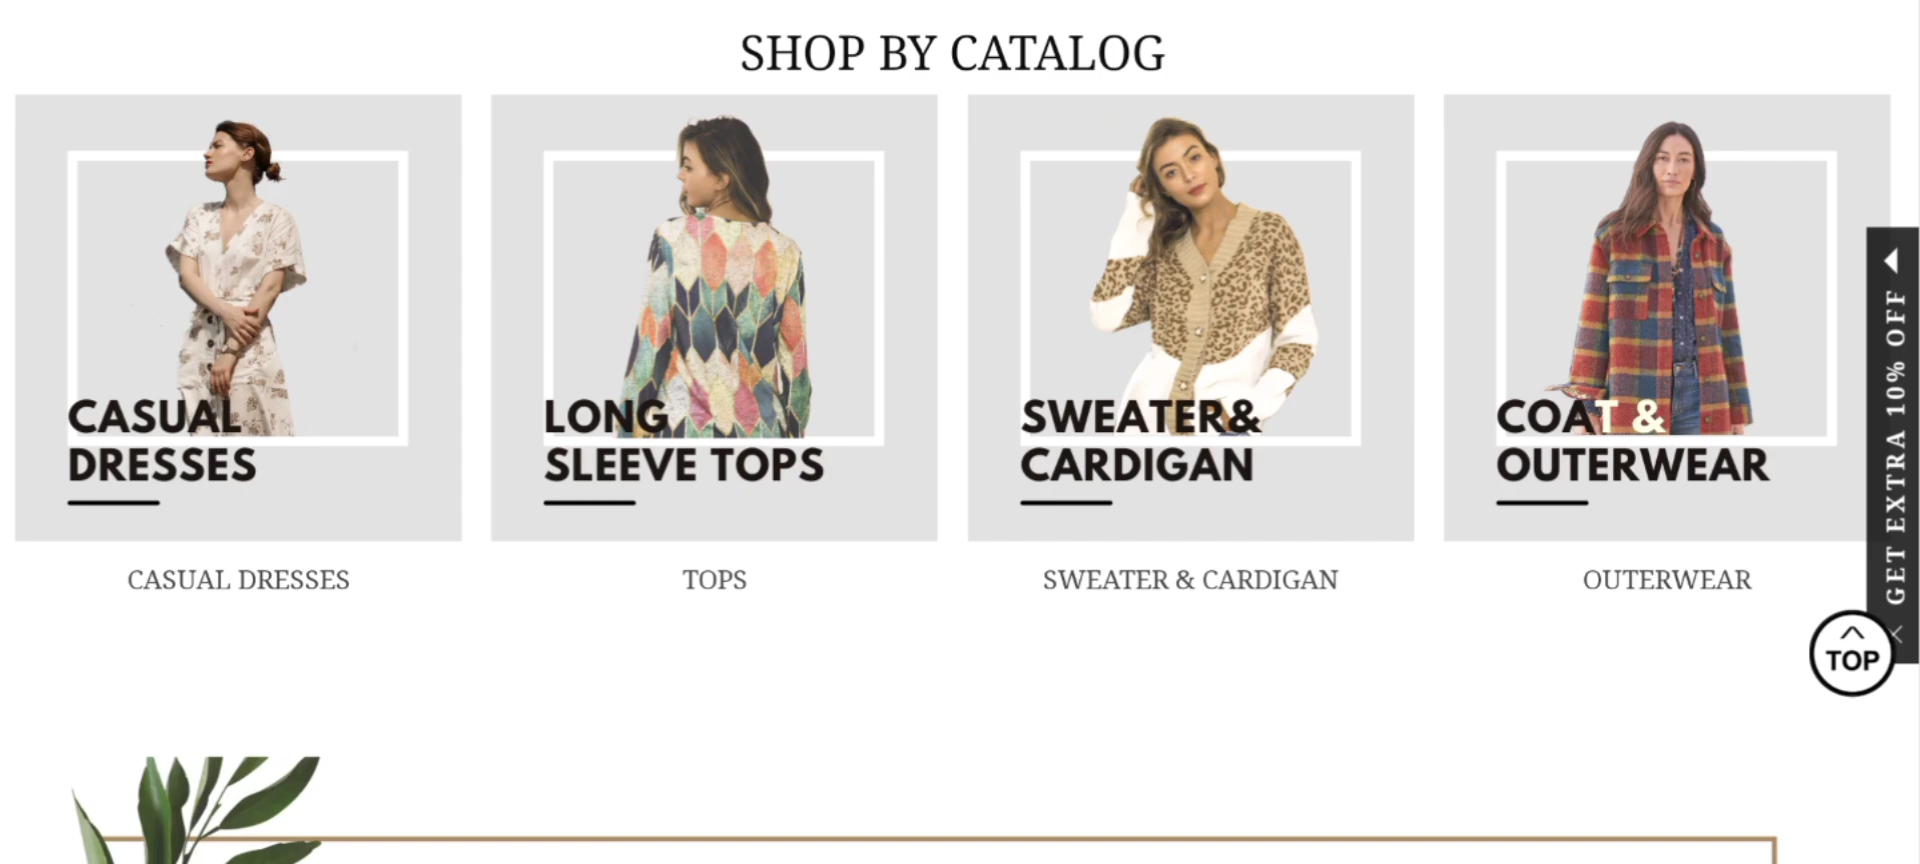 SHOP BY CATALOG
CASUAL
DRESSES
LONG
SLEEVE TOPS
SWEATER&
CARDIGAN
COAT &
OUTERWEAR
CASUAL DRESSES
TOPS
SWEATER & CARDIGAN
OUTERWEAR
GET EXTRA 10% OFF
TOP